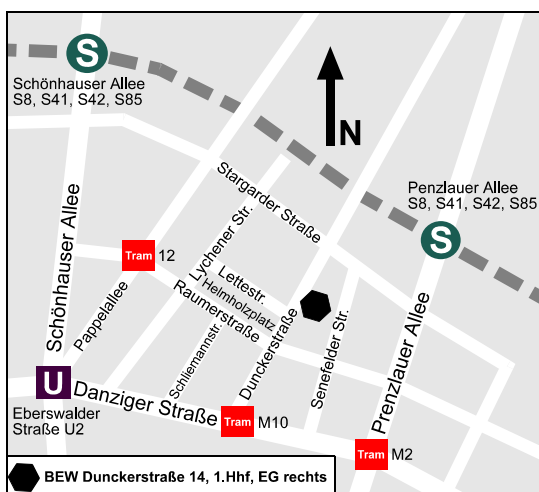 S
Schönhauser Allee
S8, S41, S42, S85
N
Stargarder Straße
Penzlauer Allee
S8, S41, S42, S85
S
Schönhauser Allee
Lychener Str.
Tram 12
Lettestr.
Helmholzplatz
Raumerstraße
Pappelallee
Schliemannstr.
Dunckerstraße
Senefelder Str.
Prenzlauer Allee
U
Danziger Straße
Eberswalder
Straße U2
Tram M10
Tram M2
BEW Dunckerstraße 14, 1.Hhf, EG rechts